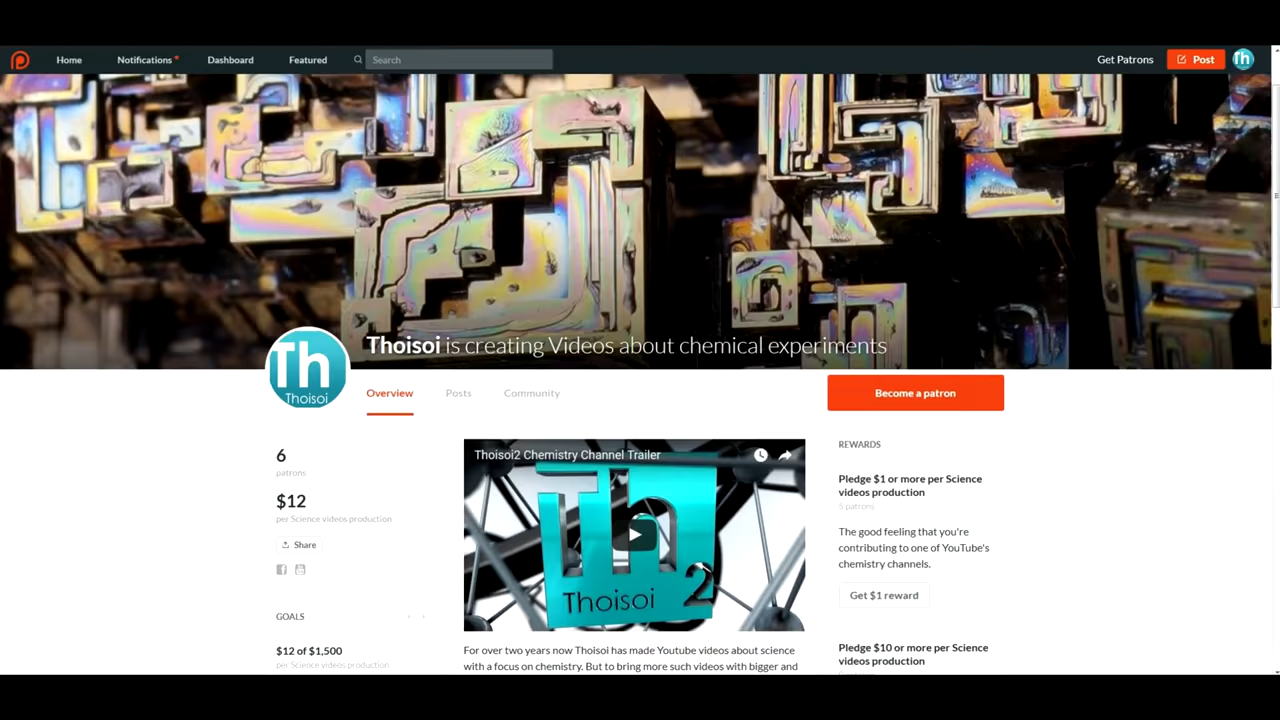 Home
Notifications
Dashboard
Featured
Search
Get Patrons
Post
Th
Thoisoi is creating Videos about chemical experiments
Th
Thoisoi
Overview
Posts
Community
Become a patron
6
patrons
$12
per Science videos production
Share
GOALS
$12 of $1,500
per Science videos production
Thoisoi2 Chemistry Channel Trailer
Th
Thoisoi 2
For over two years now Thoisoi has made Youtube videos about science
with a focus on chemistry. But to bring more such videos with bigger and
REWARDS
Pledge $1 or more per Science
videos production
5 patrons
The good feeling that you're
contributing to one of YouTube's
chemistry channels.
Get $1 reward
Pledge $10 or more per Science
videos production